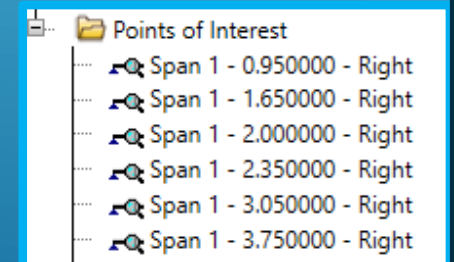 Points of Interest
Span 1 - 0.950000 - Right
Span 1 - 1.650000 - Right
Span 1 - 2.000000 - Right
Span 1 - 2.350000 - Right
Span 1 - 3.050000 - Right
Span 1 - 3.750000 - Right